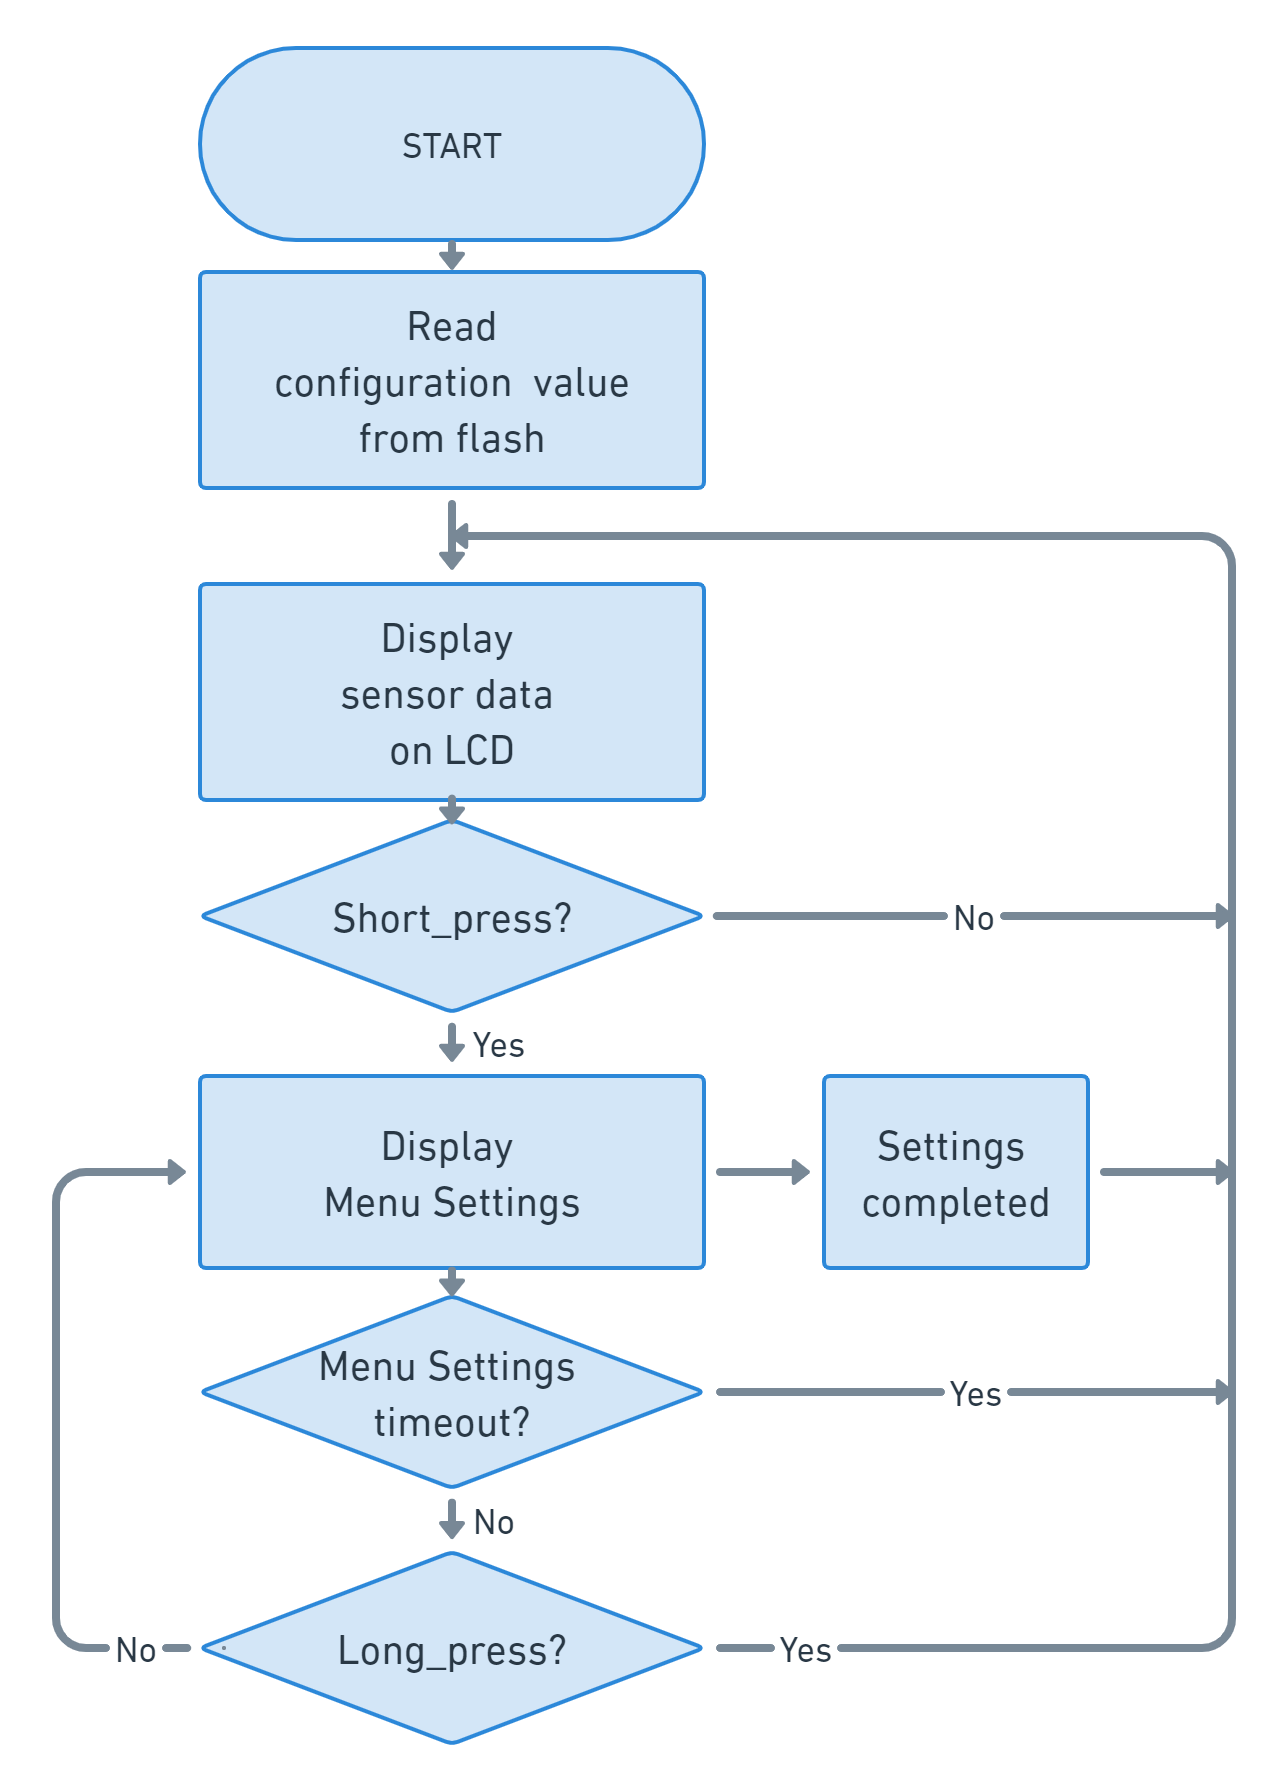 START
Read
configuration  value
from flash
Display
sensor data
on LCD
Short_press?
No
Yes
Display
Menu Settings
Settings
completed
Menu Settings
timeout?
Yes
No
Long_press?
No
Yes